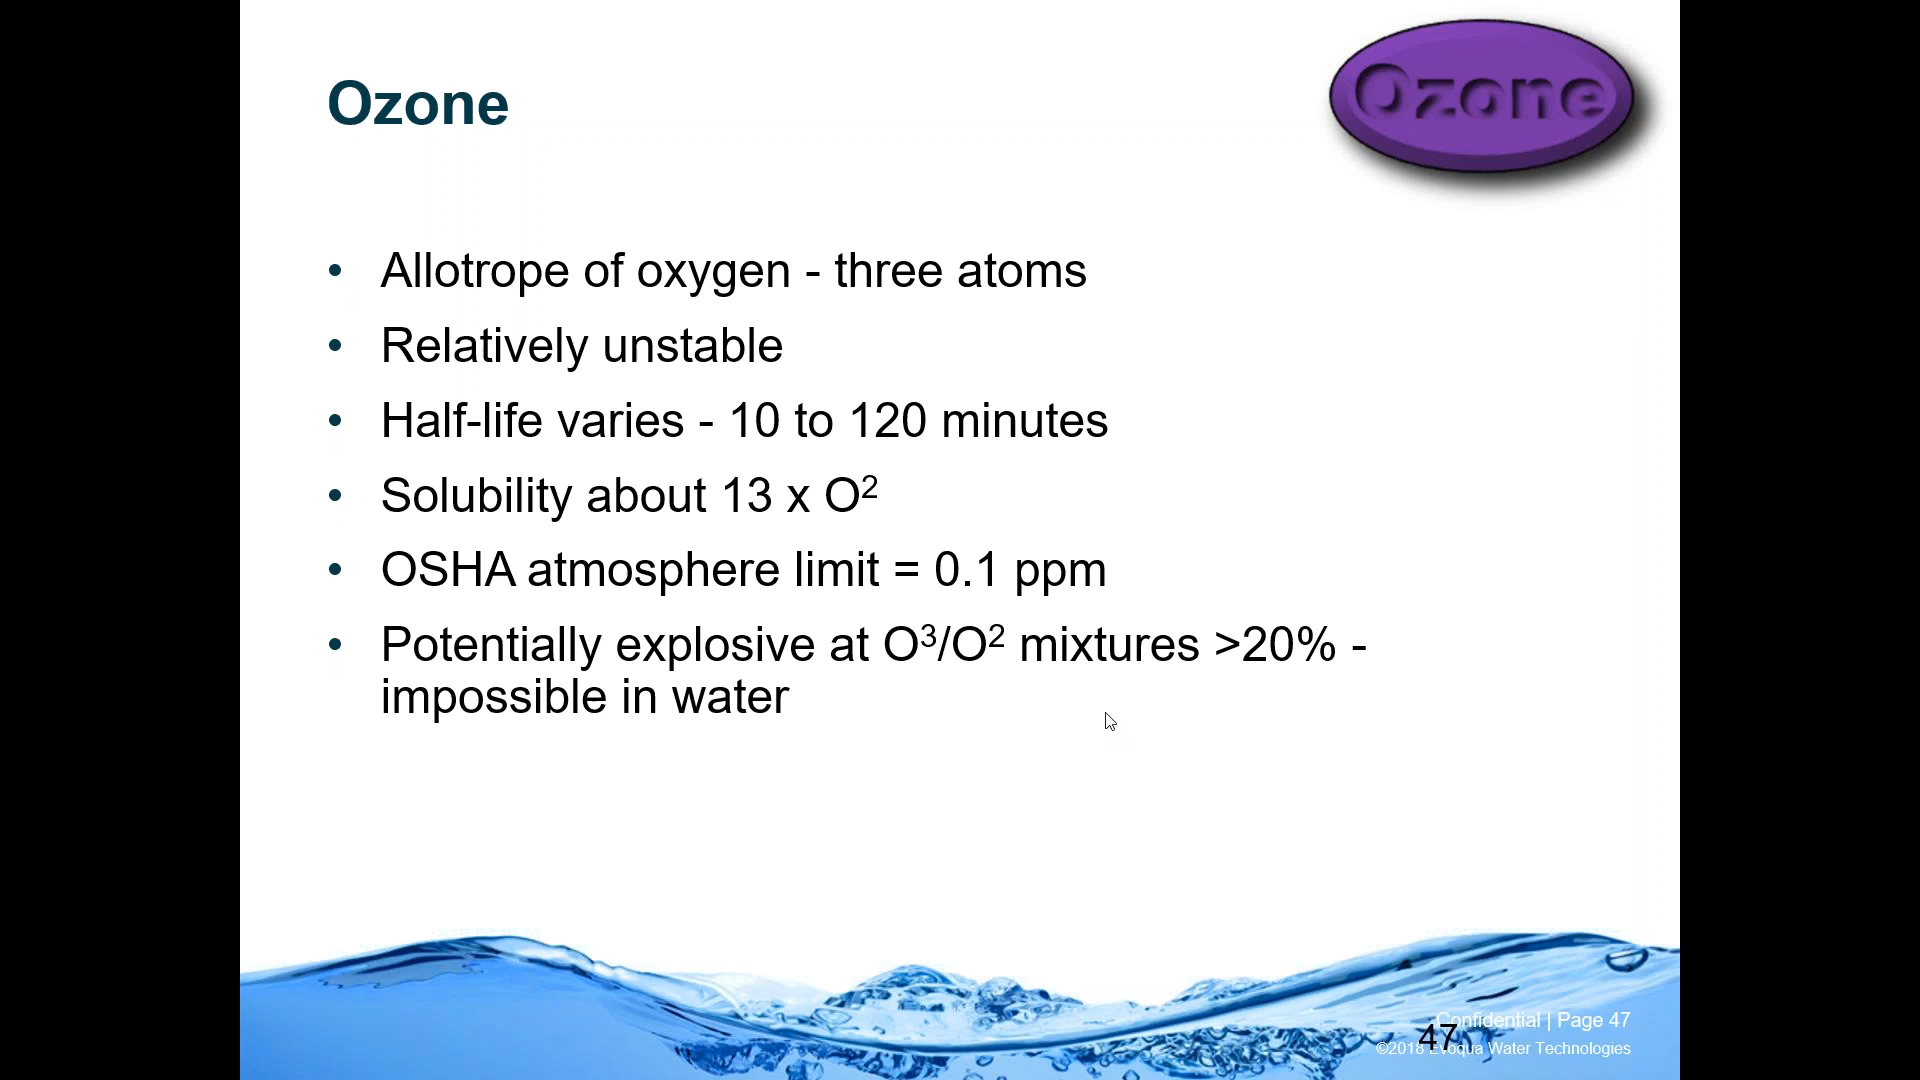 Ozone
Ozone
• Allotrope of oxygen - three atoms
• Relatively unstable
• Half-life varies - 10 to 120 minutes
• Solubility about 13 x O²
• OSHA atmosphere limit = 0.1 ppm
• Potentially explosive at O³/O² mixtures >20% -
impossible in water
Confidential | Page 47
47
©2018 Evoqua Water Technologies